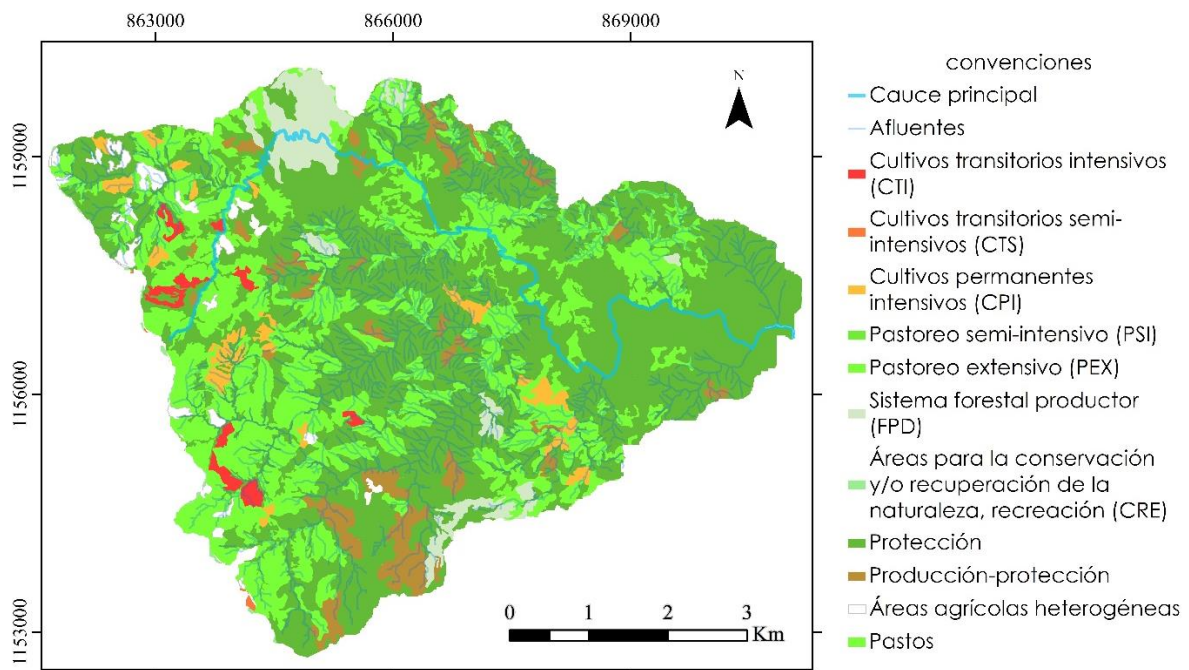 863000
866000
869000
1159000
1156000
1153000
N
0 1 2 3
Km
convenciones
Cauce principal
Afluentes
Cultivos transitorios intensivos
(CTI)
Cultivos transitorios semi-
intensivos (CTS)
Cultivos permanentes
intensivos (CPI)
Pastoreo semi-intensivo (PSI)
Pastoreo extensivo (PEX)
Sistema forestal productor
(FPD)
Áreas para la conservación
y/o recuperación de la
naturaleza, recreación (CRE)
Protección
Producción-protección
Áreas agrícolas heterogéneas
Pastos